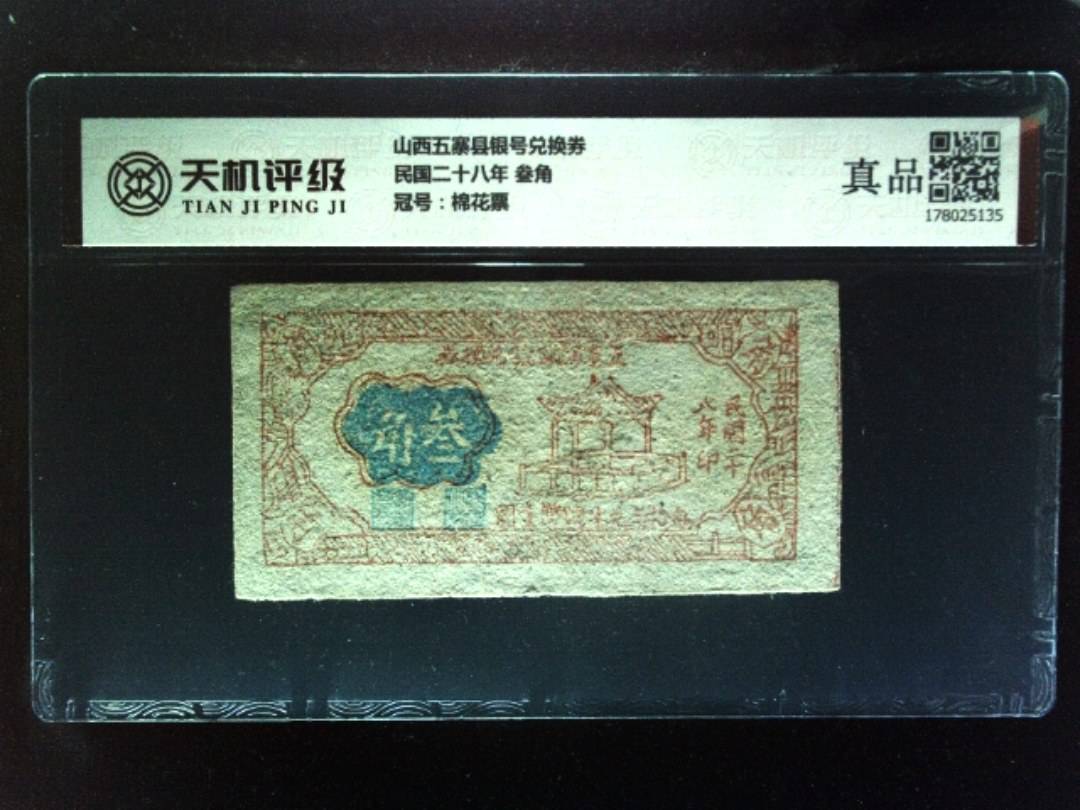 天机评级
TIAN JI PING JI
山西五寨县银号兑换券
民国二十八年 叁角
冠号：棉花票
真品
178025135
叁角
民国二十
八年印